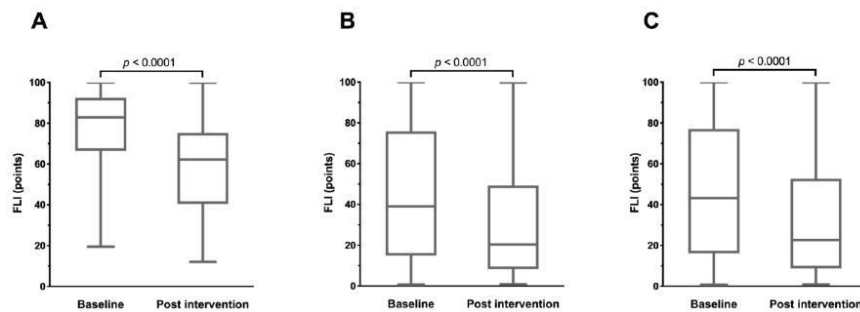 A
p < 0.0001
FLI (points)
100
80
60
40
20
0
Baseline
Post intervention
B
p < 0.0001
FLI (points)
100
80
60
40
20
0
Baseline
Post intervention
C
p < 0.0001
FLI (points)
100
80
60
40
20
0
Baseline
Post intervention